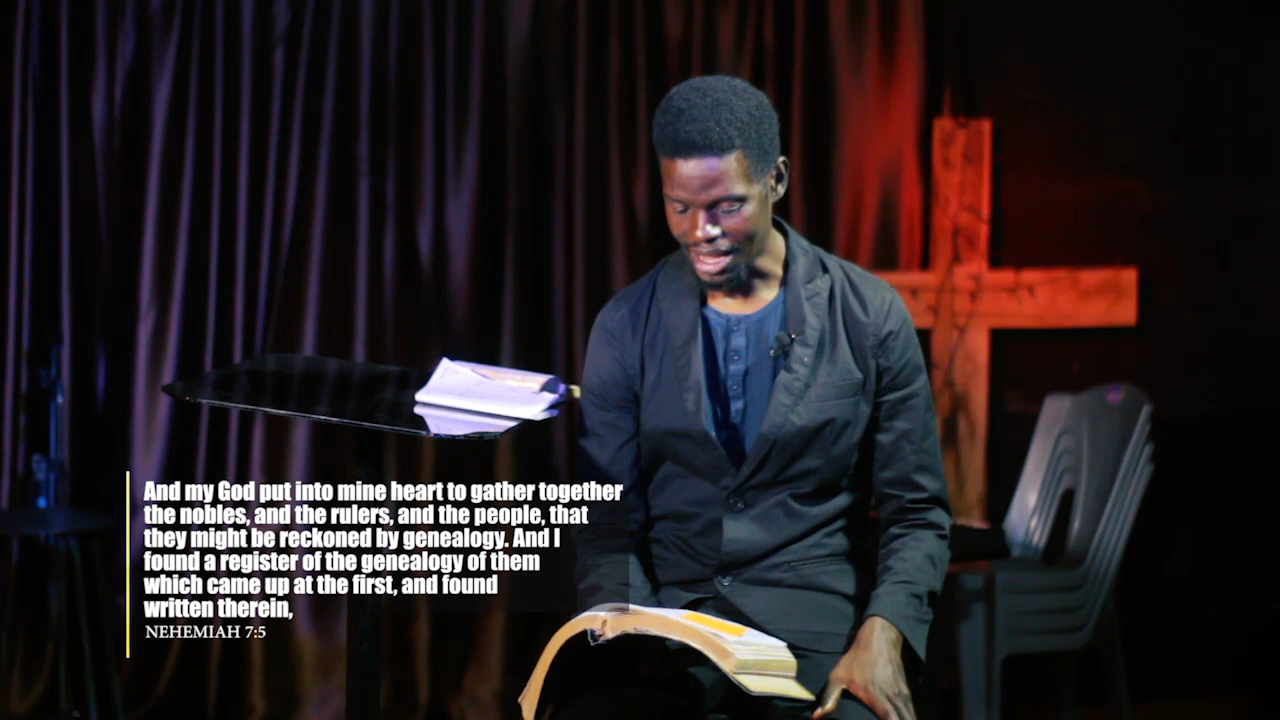 And my God put into mine heart to gather together
the nobles, and the rulers, and the people, that
they might be reckoned by genealogy. And I
found a register of the genealogy of them
which came up at the first, and found
written therein,
NEHEMIAH 7:5